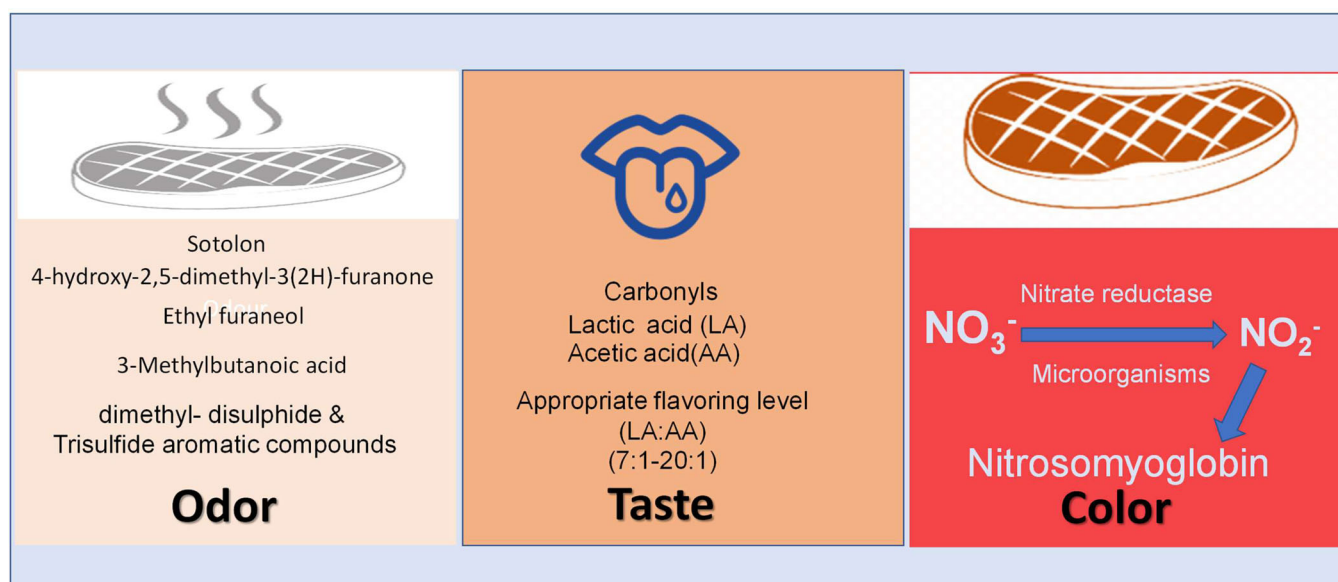 Sotolon
4-hydroxy-2,5-dimethyl-3(2H)-furanone
Odour
Ethyl furaneol
3-Methylbutanoic acid
dimethyl- disulphide &
Trisulfide aromatic compounds
Odor
Carbonyls
Lactic acid (LA)
Acetic acid(AA)
Appropriate flavoring level
(LA:AA)
(7:1-20:1)
Taste
Nitrate reductase
NO₃⁻ NO₂⁻
Microorganisms
Nitrosomyoglobin
Color